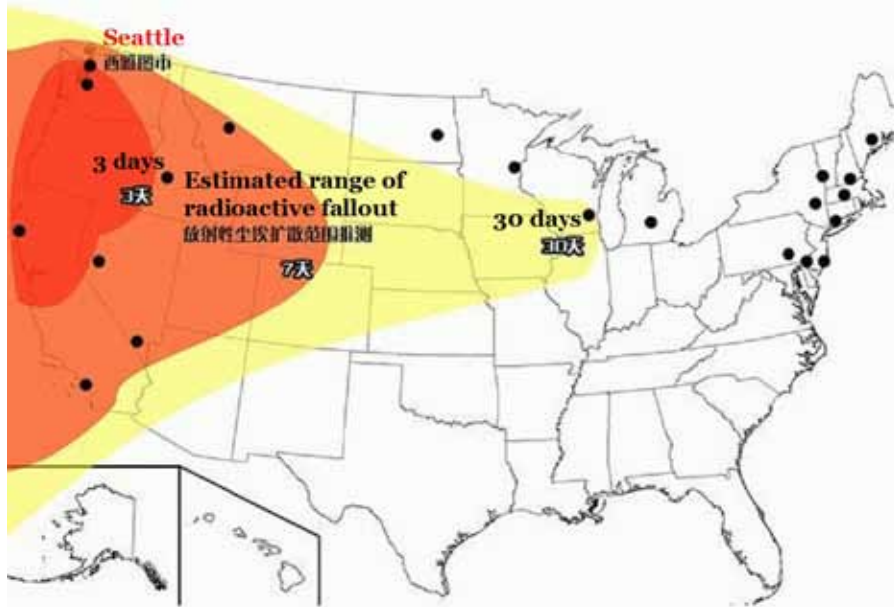 Seattle
西雅图市
3 days
3天
Estimated range of
radioactive fallout
放射性尘埃扩散范围推测
7天
30 days
30天